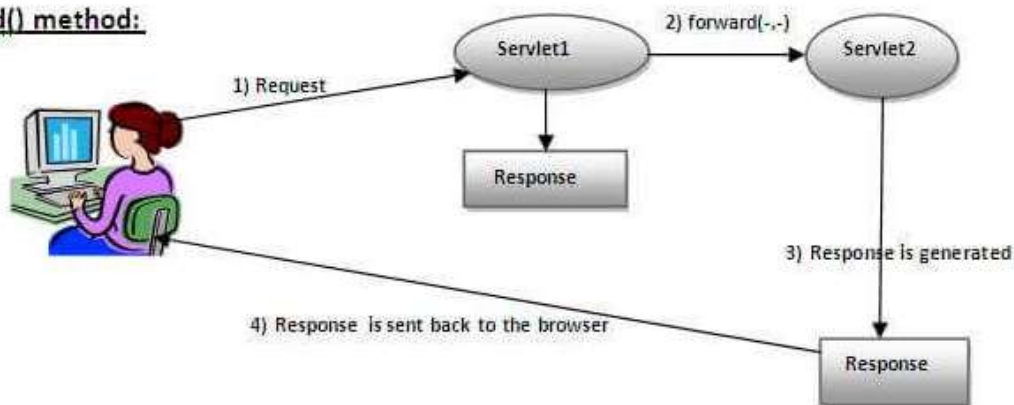 d() method:
Servlet1
2) forward(-,-)
Servlet2
1) Request
Response
3) Response is generated
4) Response is sent back to the browser
Response